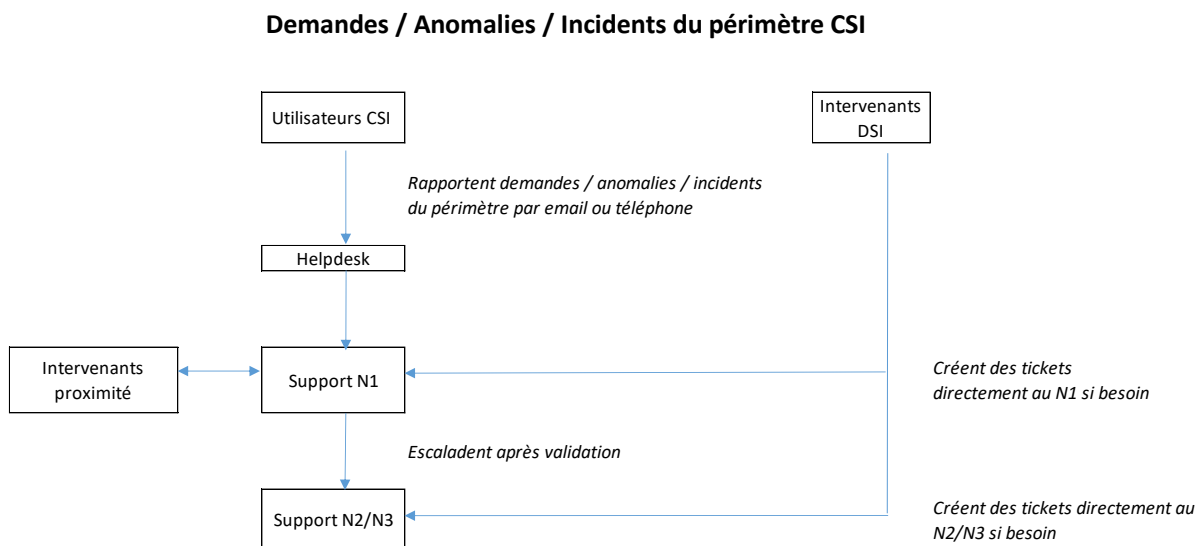 Demandes / Anomalies / Incidents du périmètre CSI
Utilisateurs CSI
Intervenants
DSI
Rapportent demandes / anomalies / incidents
du périmètre par email ou téléphone
Helpdesk
Intervenants
proximité
Support N1
Créent des tickets
directement au N1 si besoin
Escaladent après validation
Support N2/N3
Créent des tickets directement au
N2/N3 si besoin